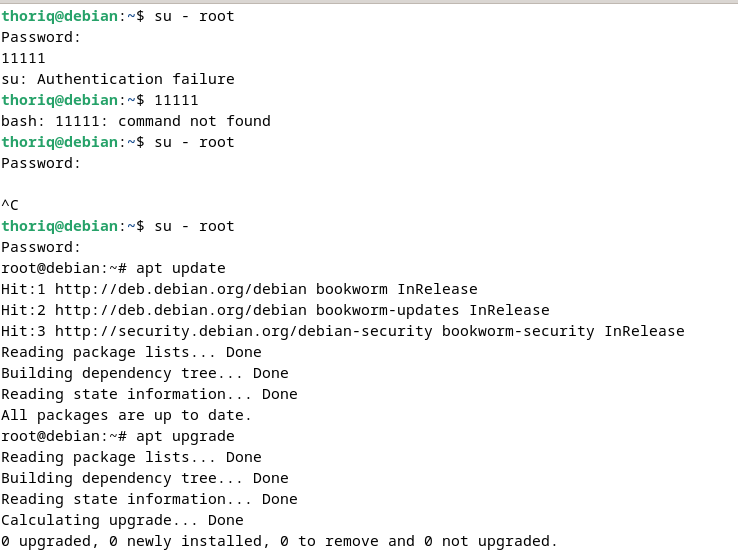 thoriq@debian:~$ su - root
Password:
11111
su: Authentication failure
thoriq@debian:~$ 11111
bash: 11111: command not found
thoriq@debian:~$ su - root
Password:
^C
thoriq@debian:~$ su - root
Password:
root@debian:~# apt update
Hit:1 http://deb.debian.org/debian bookworm InRelease
Hit:2 http://deb.debian.org/debian bookworm-updates InRelease
Hit:3 http://security.debian.org/debian-security bookworm-security InRelease
Reading package lists... Done
Building dependency tree... Done
Reading state information... Done
All packages are up to date.
root@debian:~# apt upgrade
Reading package lists... Done
Building dependency tree... Done
Reading state information... Done
Calculating upgrade... Done
0 upgraded, 0 newly installed, 0 to remove and 0 not upgraded.